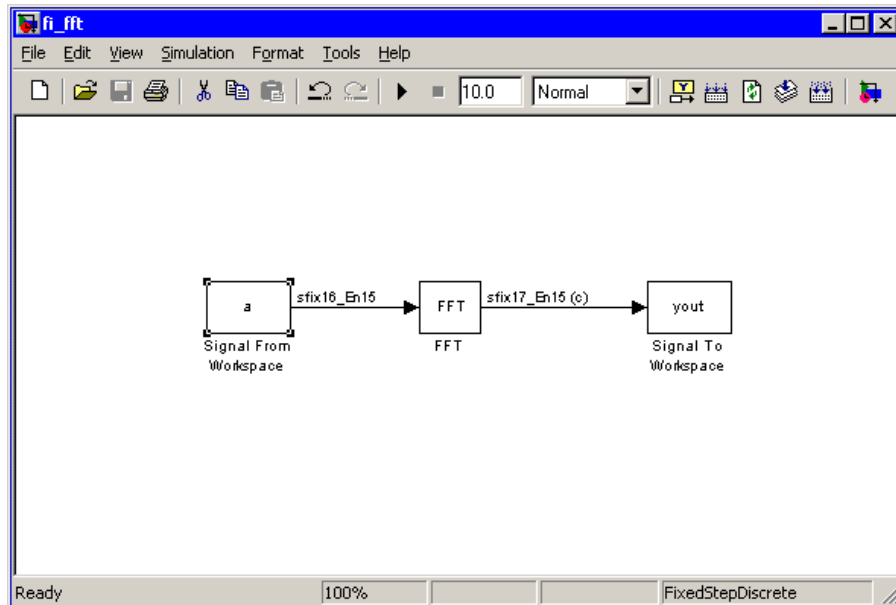 fi_fft
File Edit View Simulation Format Tools Help
10.0 Normal
a sfix16_En15 FFT sfix17_En15 (c) yout
Signal From FFT Signal To
Workspace Workspace
Ready 100% FixedStepDiscrete